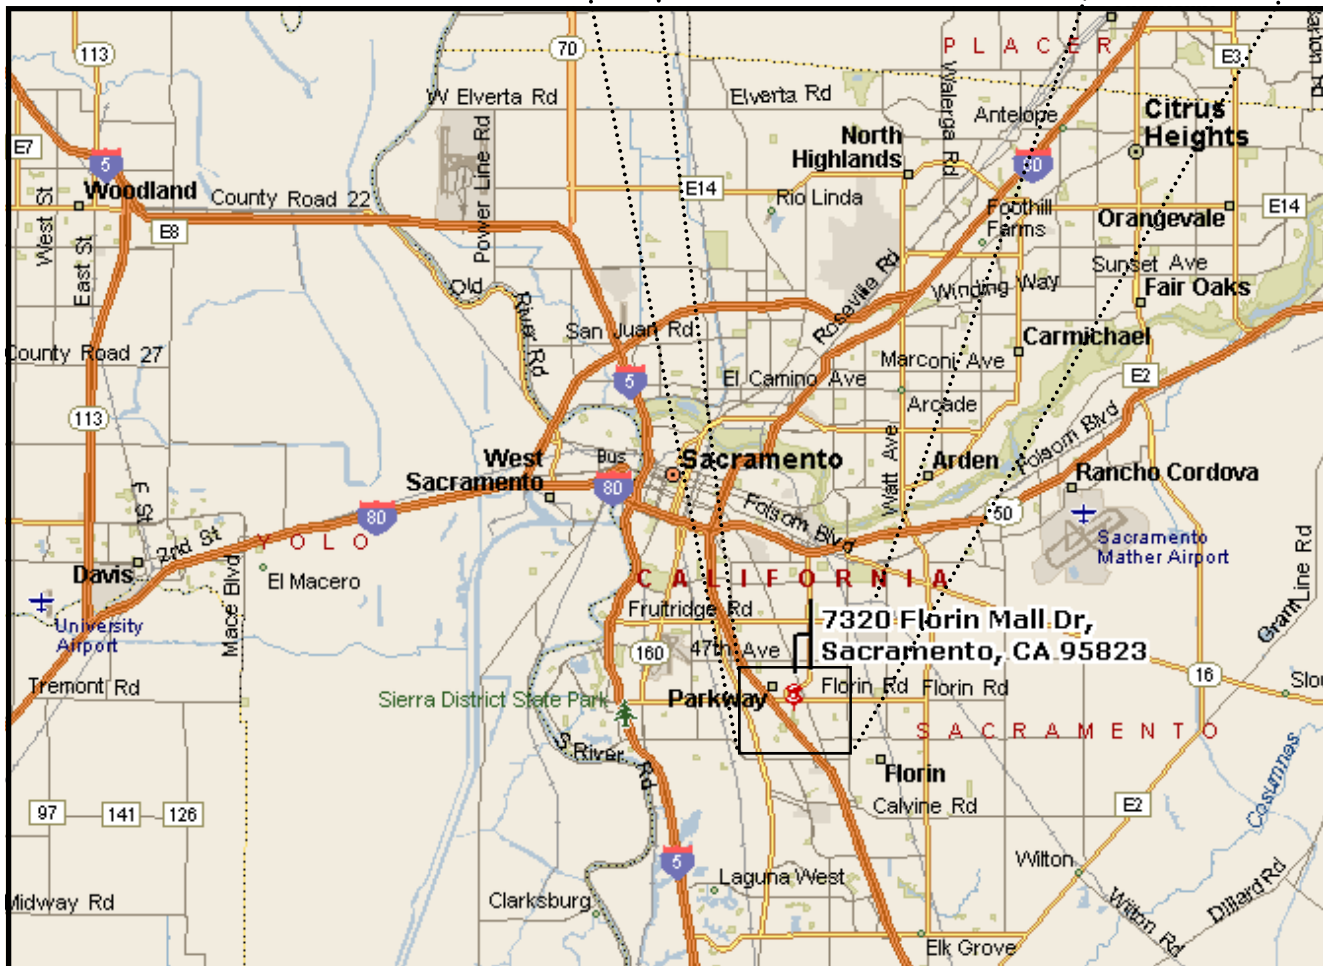 113
70
PLACER
E3
W Elverta Rd
Elverta Rd
Walerga Rd
Antelope
Citrus
Heights
E7
5
North
Highlands
80
Power Line Rd
Woodland
County Road 22
E14
Rio Linda
Foothill
Farms
Orangevale
E14
West St
East St
E8
Sunset Ave
Old
River Rd
Roseville Rd
Winding Way
Fair Oaks
San Juan Rd
County Road 27
Marconi Ave
Carmichael
5
El Camino Ave
E2
Arcade
113
Folsom Blvd
West
Sacramento
Bus
80
Sacramento
Watt Ave
Arden
Rancho Cordova
F St
80
Folsom Blvd
50
2nd St
YOLO
Sacramento
Mather Airport
Davis
El Macero
Mace Blvd
CALIFORNIA
Grant Line Rd
University
Airport
Fruitridge Rd
7320 Florin Mall Dr,
Sacramento, CA 95823
160
47th Ave
16
Tremont Rd
Sierra District State Park
Parkway
Florin Rd
Florin Rd
Slou
SACRAMENTO
S River Rd
Florin
Cosumnes
97
141
126
Calvine Rd
E2
5
Wilton
Laguna West
Midway Rd
Clarksburg
Wilton Rd
Dillard Rd
Elk Grove